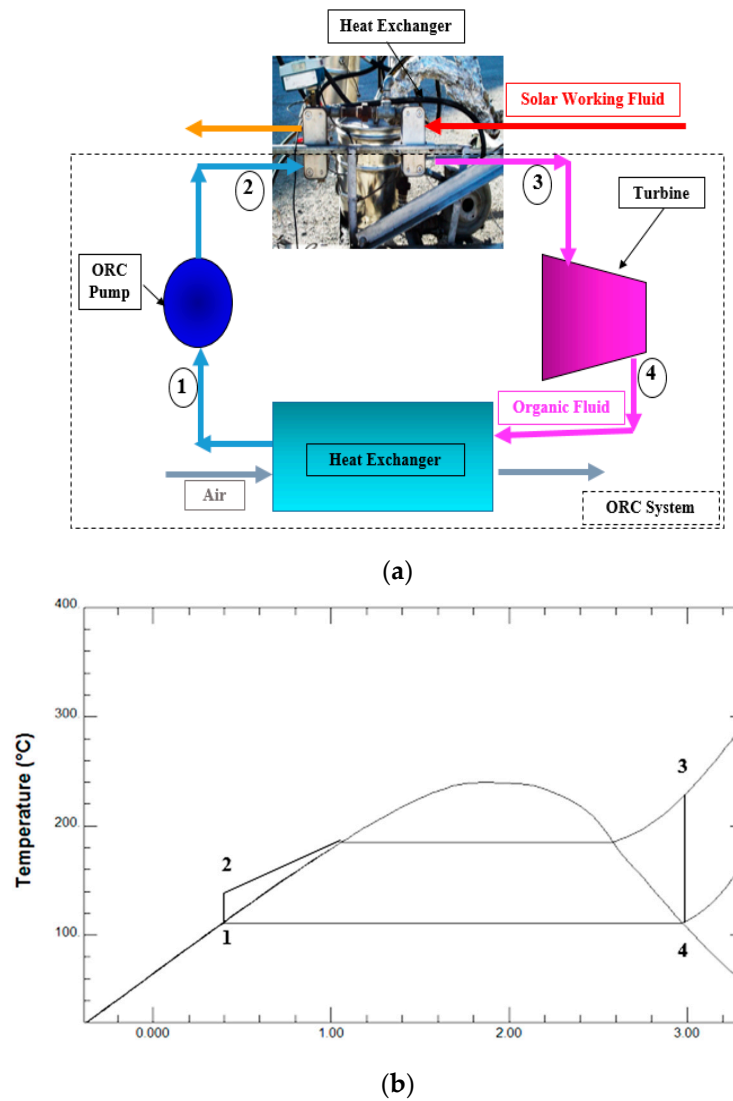 Heat Exchanger
Solar Working Fluid
2
3
Turbine
ORC
Pump
1
4
Organic Fluid
Heat Exchanger
Air
ORC System
(a)
400.
300.
200.
100.
Temperature (°C)
3
2
1
4
0.000
1.00
2.00
3.00
(b)